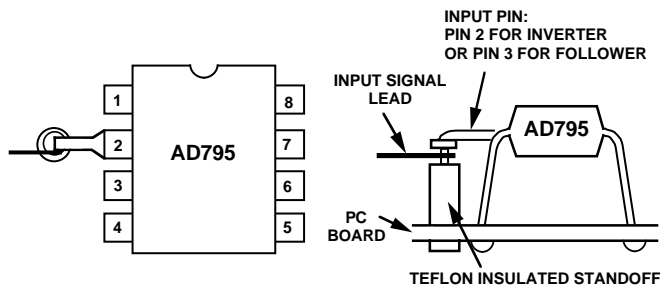 1
2
3
4
AD795
8
7
6
5
INPUT PIN:
PIN 2 FOR INVERTER
OR PIN 3 FOR FOLLOWER
INPUT SIGNAL
LEAD
AD795
PC
BOARD
TEFLON INSULATED STANDOFF